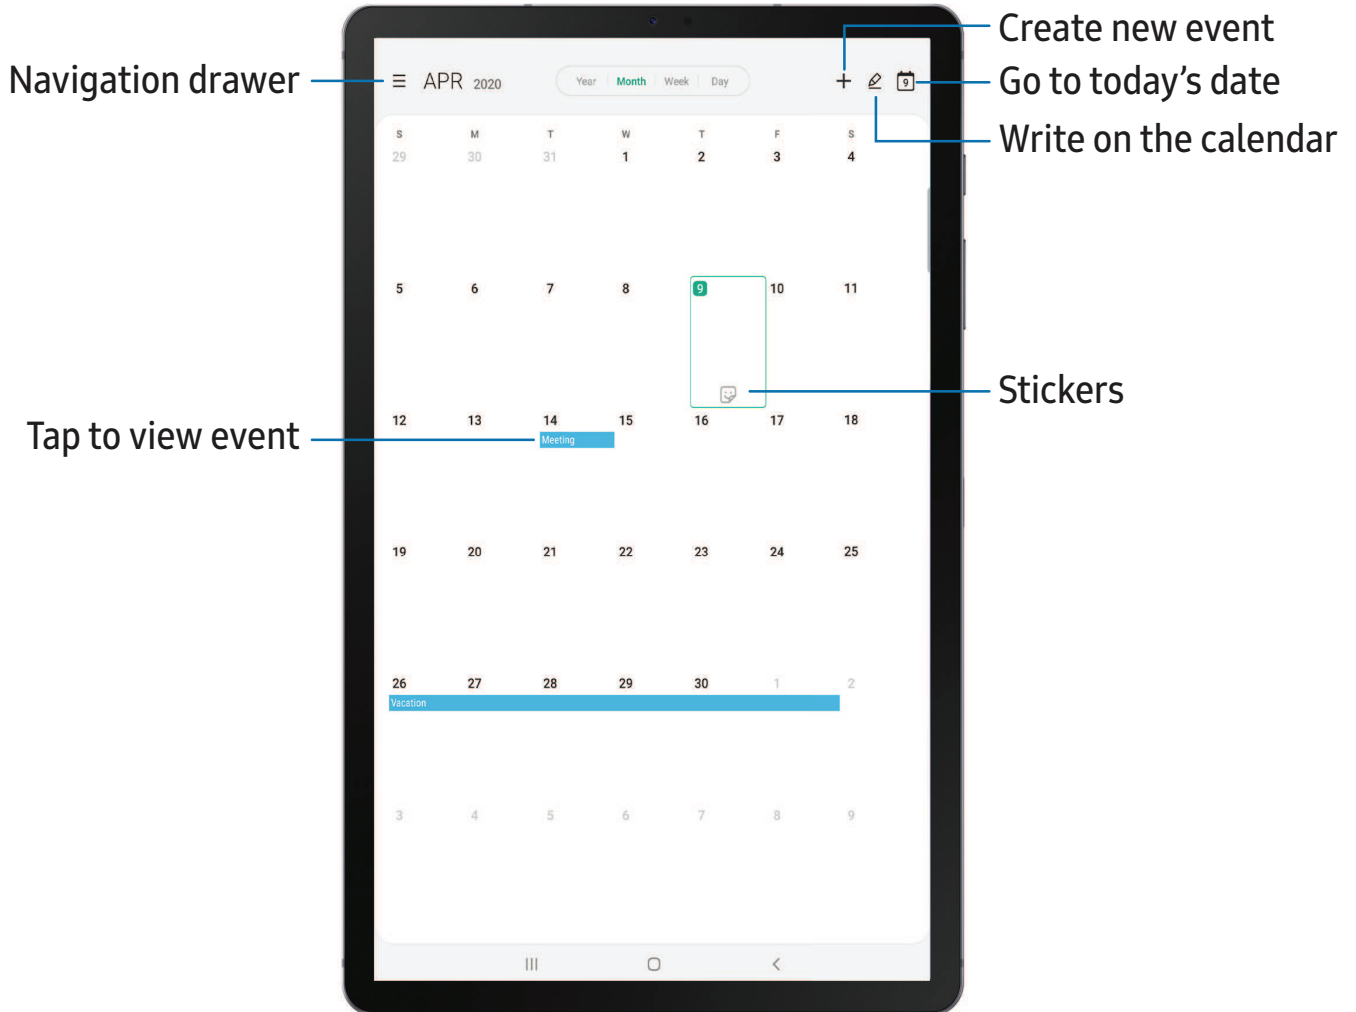 Create new event
Navigation drawer
APR 2020
Year Month Week Day
9
Go to today's date
Write on the calendar
S M T W T F S
29 30 31 1 2 3 4
5 6 7 8 9 10 11
Stickers
12 13 14 15 16 17 18
Tap to view event
Meeting
19 20 21 22 23 24 25
26 27 28 29 30 1 2
Vacation
3 4 5 6 7 8 9